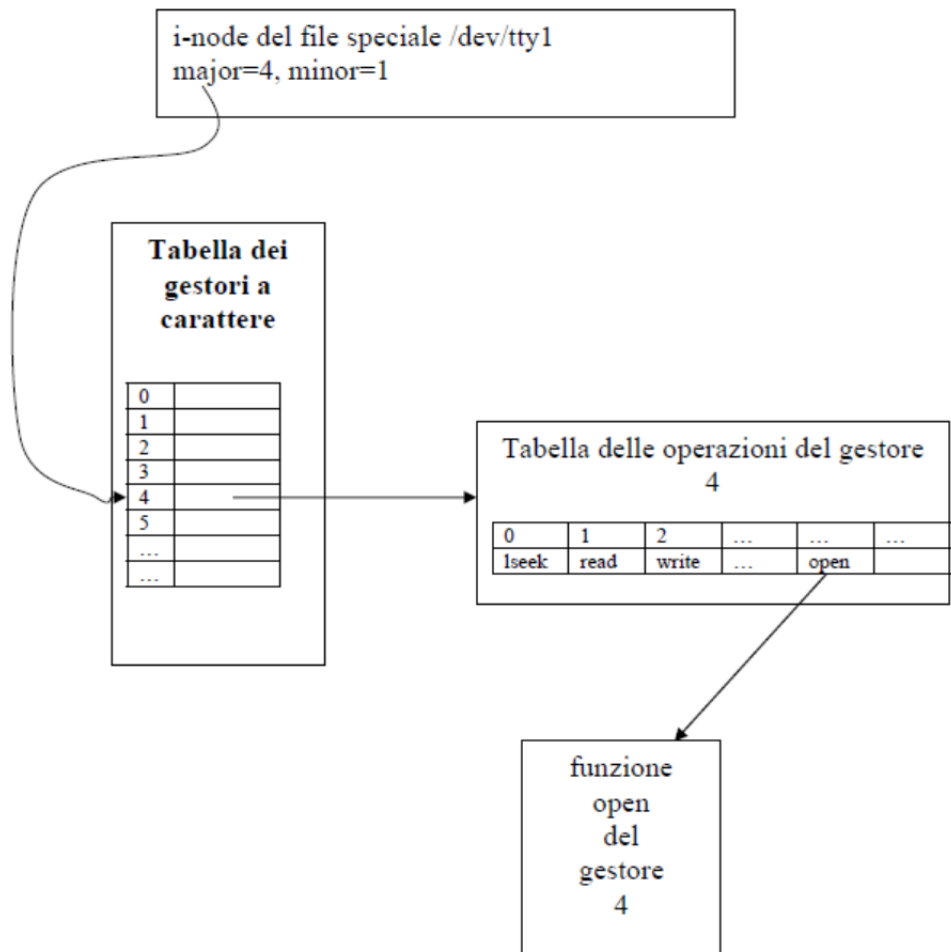 i-node del file speciale /dev/tty1
major=4, minor=1
Tabella dei
gestori a
carattere
0
1
2
3
4
5
...
...
Tabella delle operazioni del gestore
4
0 1 2 ... ... ...
lseek read write ... open
funzione
open
del
gestore
4